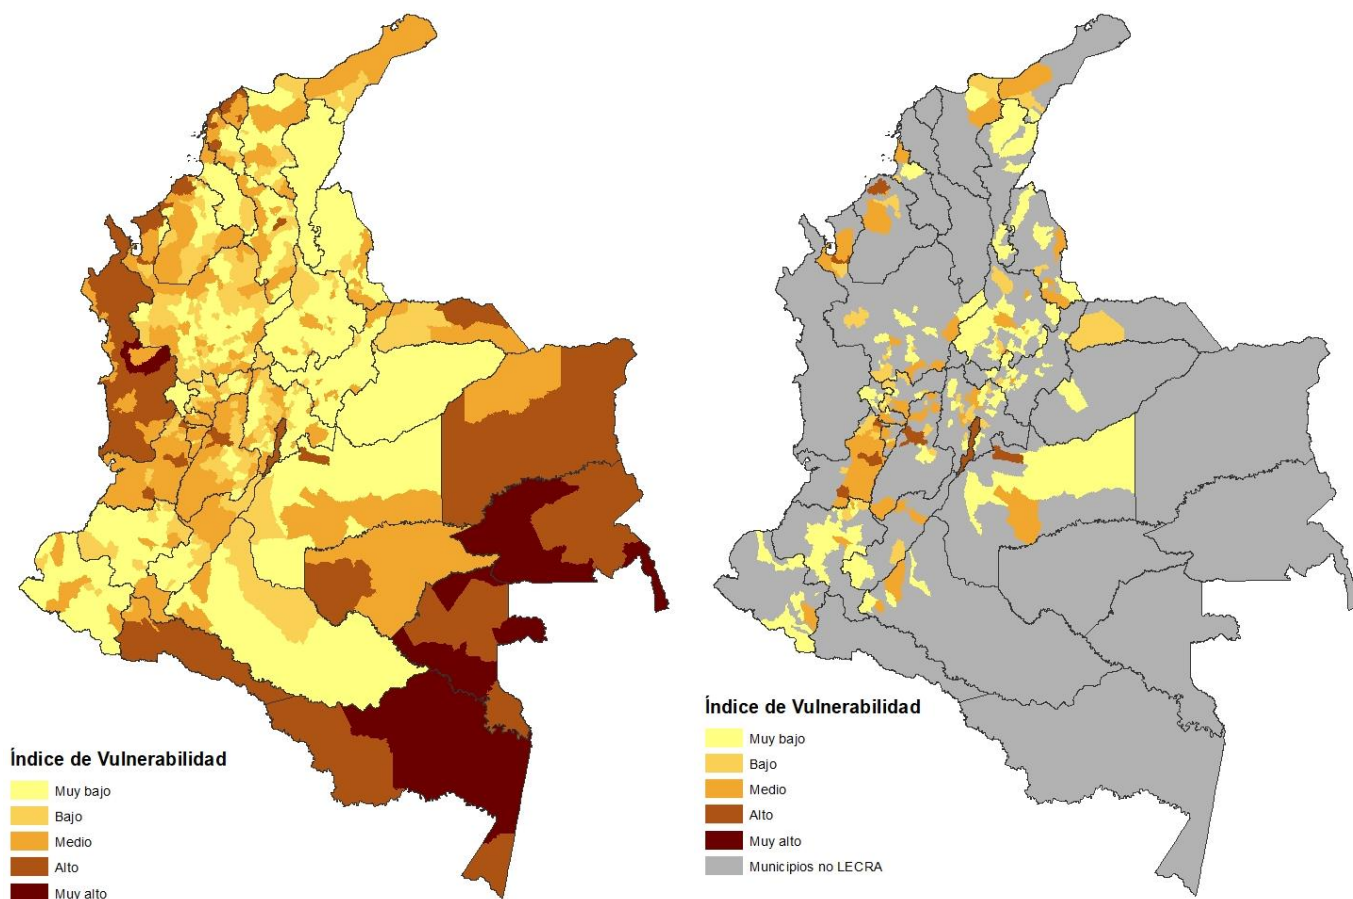 Índice de Vulnerabilidad
Muy bajo
Bajo
Medio
Alto
Muy alto
Índice de Vulnerabilidad
Muy bajo
Bajo
Medio
Alto
Muy alto
Municipios no LECRA